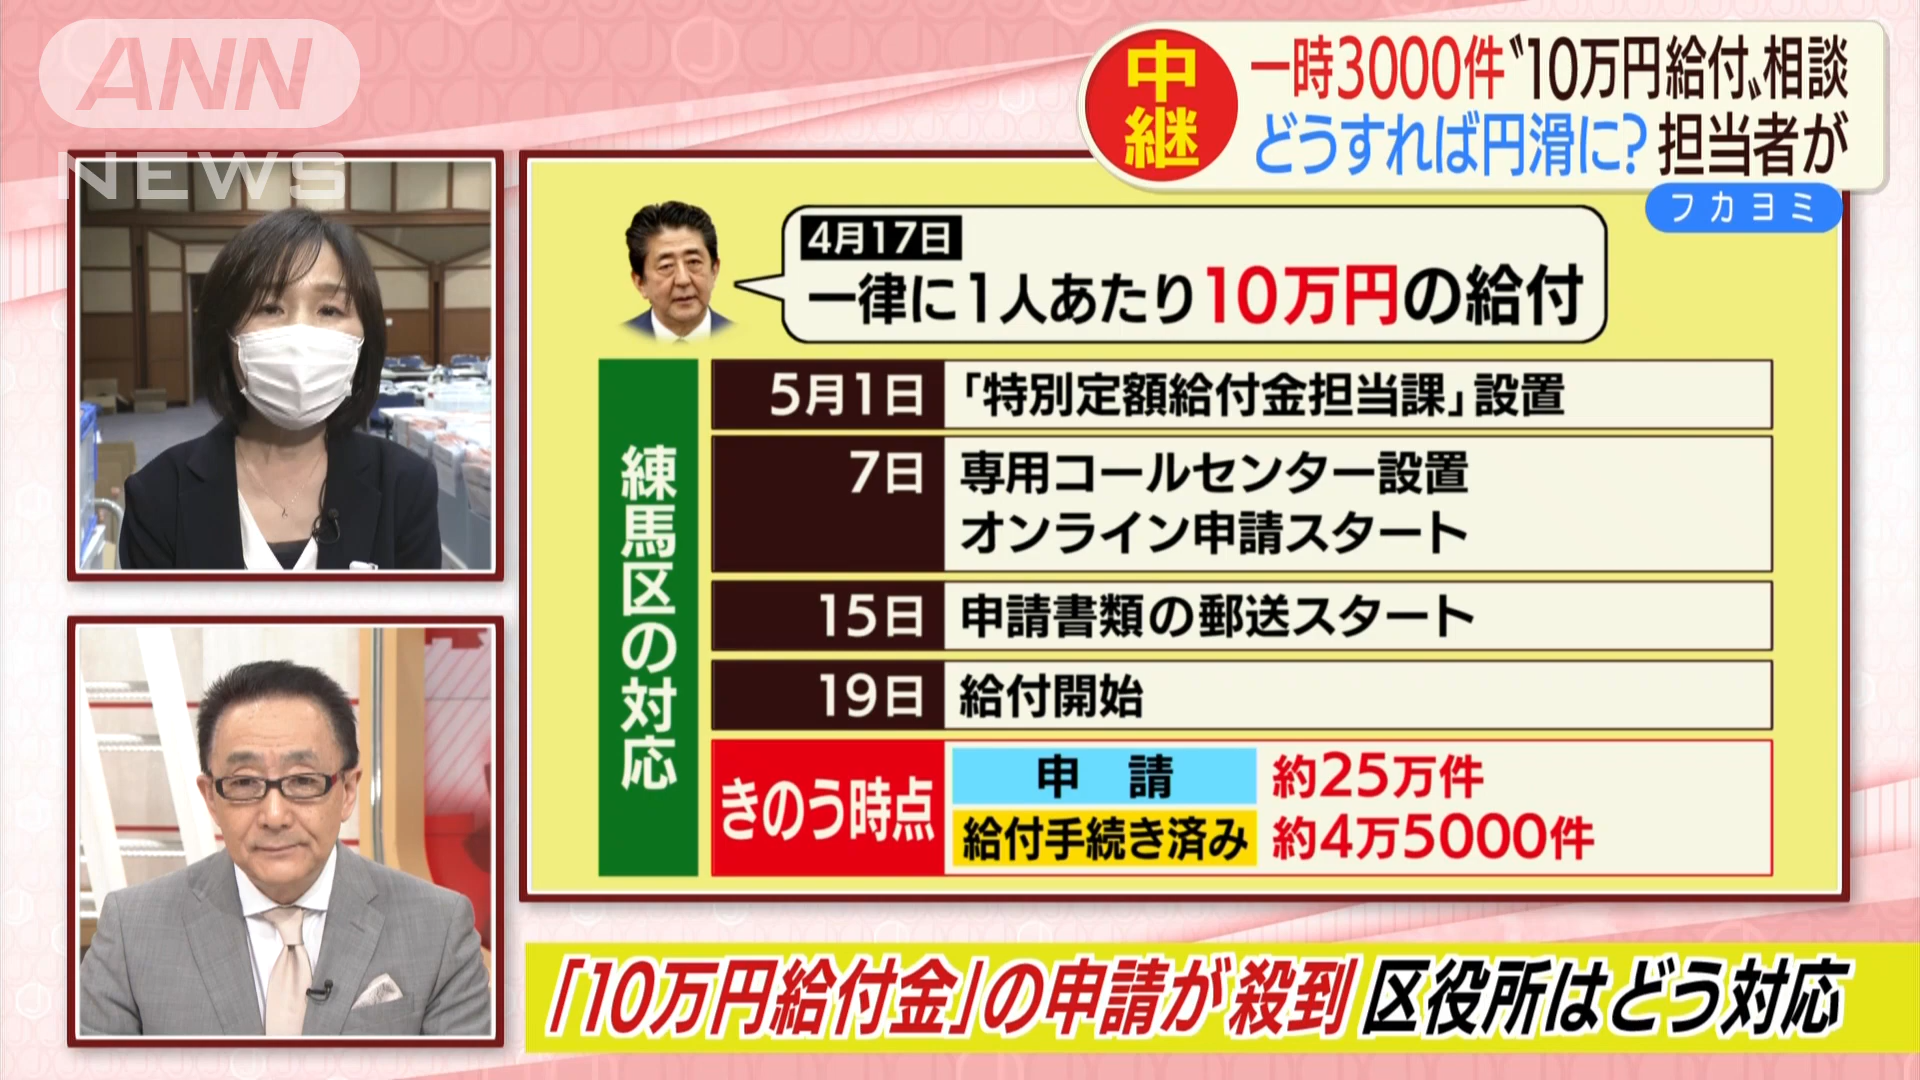 ANN
NEWS
中継
一時3000件〝10万円給付〟相談
どうすれば円滑に?担当者が
フカヨミ
4月17日
一律に1人あたり10万円の給付
練馬区の対応
5月1日 「特別定額給付金担当課」設置
7日 専用コールセンター設置
オンライン申請スタート
15日 申請書類の郵送スタート
19日 給付開始
きのう時点
申請 約25万件
給付手続き済み 約4万5000件
「10万円給付金」の申請が殺到 区役所はどう対応